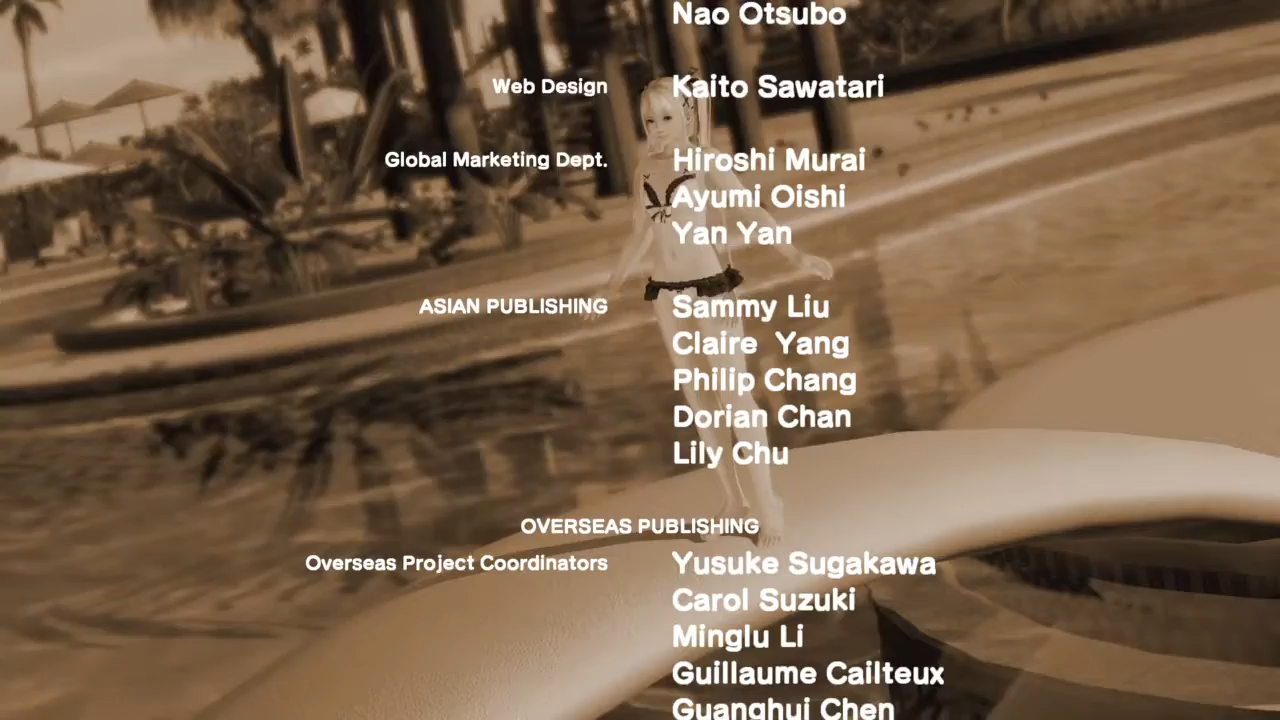 Nao Otsubo
Web Design Kaito Sawatari
Global Marketing Dept. Hiroshi Murai
Ayumi Oishi
Yan Yan
ASIAN PUBLISHING Sammy Liu
Claire  Yang
Philip Chang
Dorian Chan
Lily Chu
OVERSEAS PUBLISHING
Overseas Project Coordinators Yusuke Sugakawa
Carol Suzuki
Minglu Li
Guillaume Cailteux
Guanghui Chen